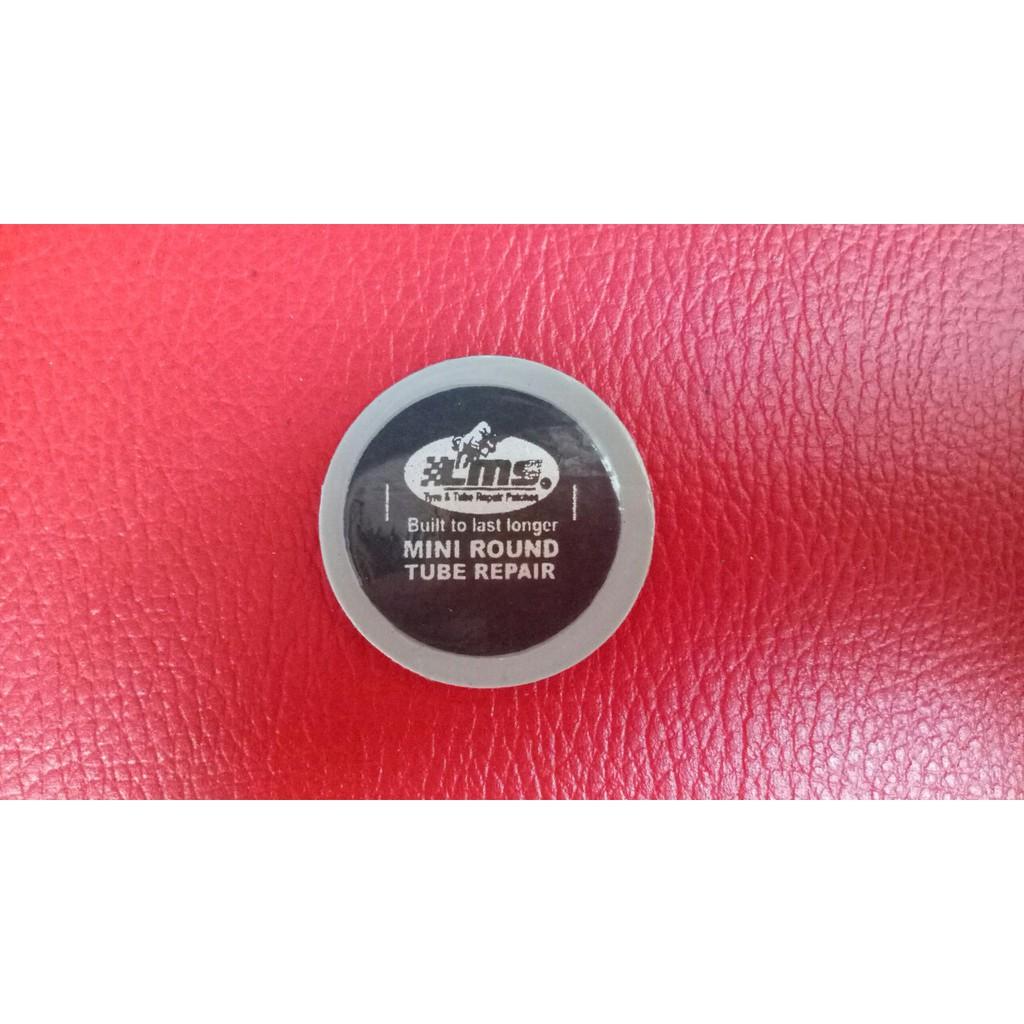 Lms.
Tyre & Tube Repair Patches
Built to last longer
MINI ROUND
TUBE REPAIR